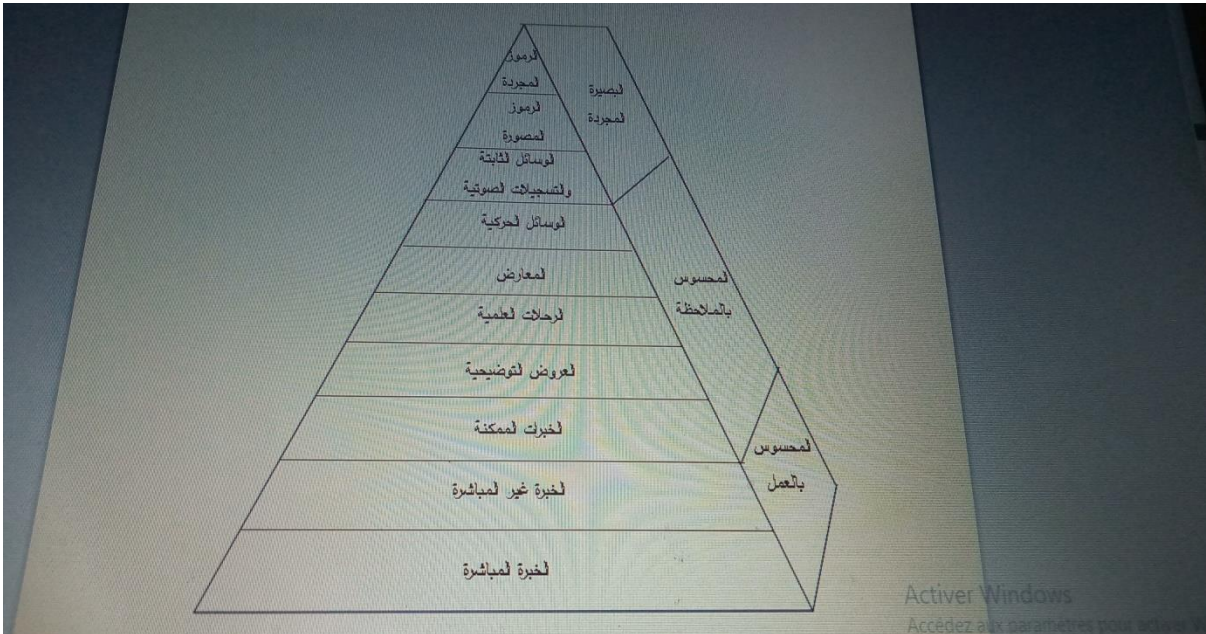 الرموز
المجردة
الرموز
المصورة
الوسائل الثابتة
والتسجيلات الصوتية
الوسائل الحركية
المعارض
الرحلات العلمية
العروض التوضيحية
الخبرات الممكنة
الخبرة غير المباشرة
الخبرة المباشرة
البصيرة
المجردة
المحسوس
بالملاحظة
المحسوس
بالعمل
Activer Windows
Accédez aux paramètres pour activer